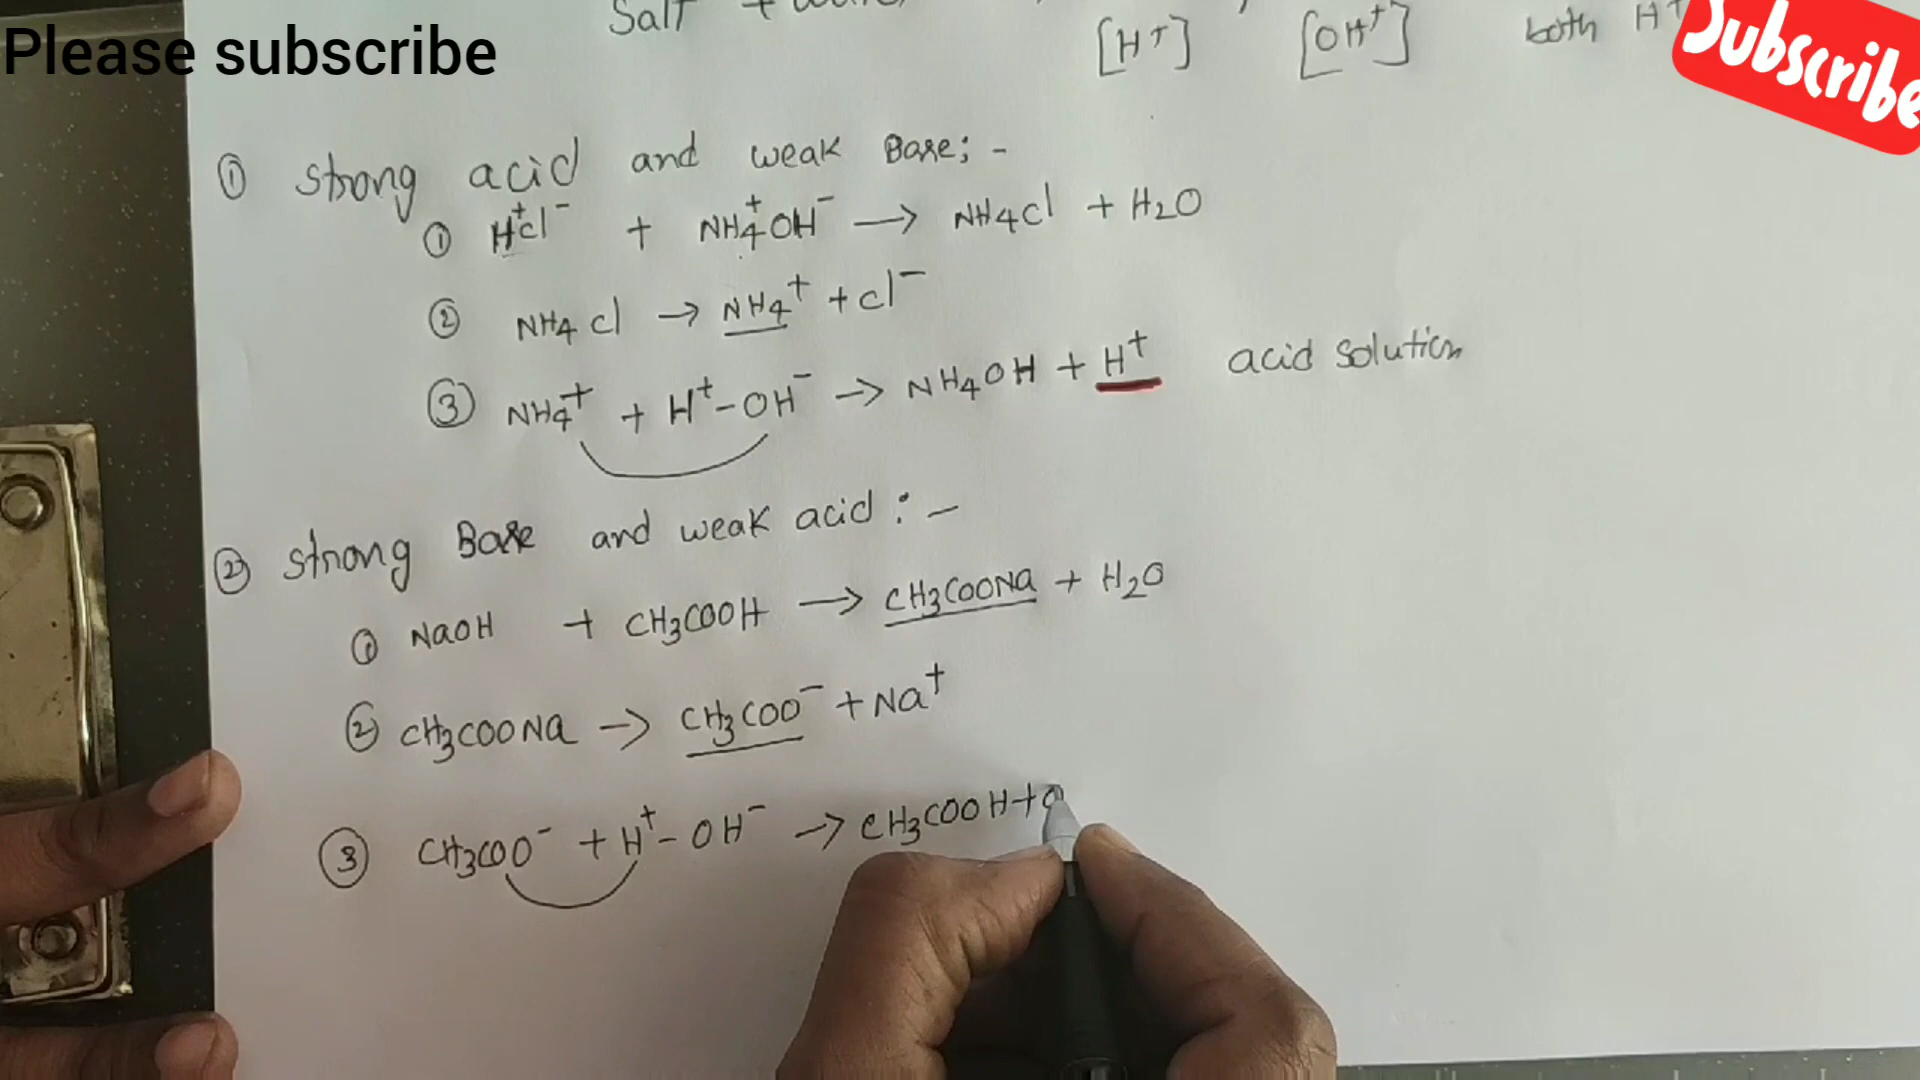 Please subscribe
Salt +
[H+] , [OH+] both H+
Subscribe
① strong acid and weak Base; -
① H+Cl- + NH4+OH- → NH4Cl + H2O
② NH4Cl → NH4+ + Cl-
③ NH4+ + H+-OH- → NH4OH + H+ acid solution
② strong Base and weak acid : -
① NaOH + CH3COOH → CH3COONa + H2O
② CH3COONa → CH3COO- + Na+
③ CH3COO- + H+-OH- → CH3COOH +